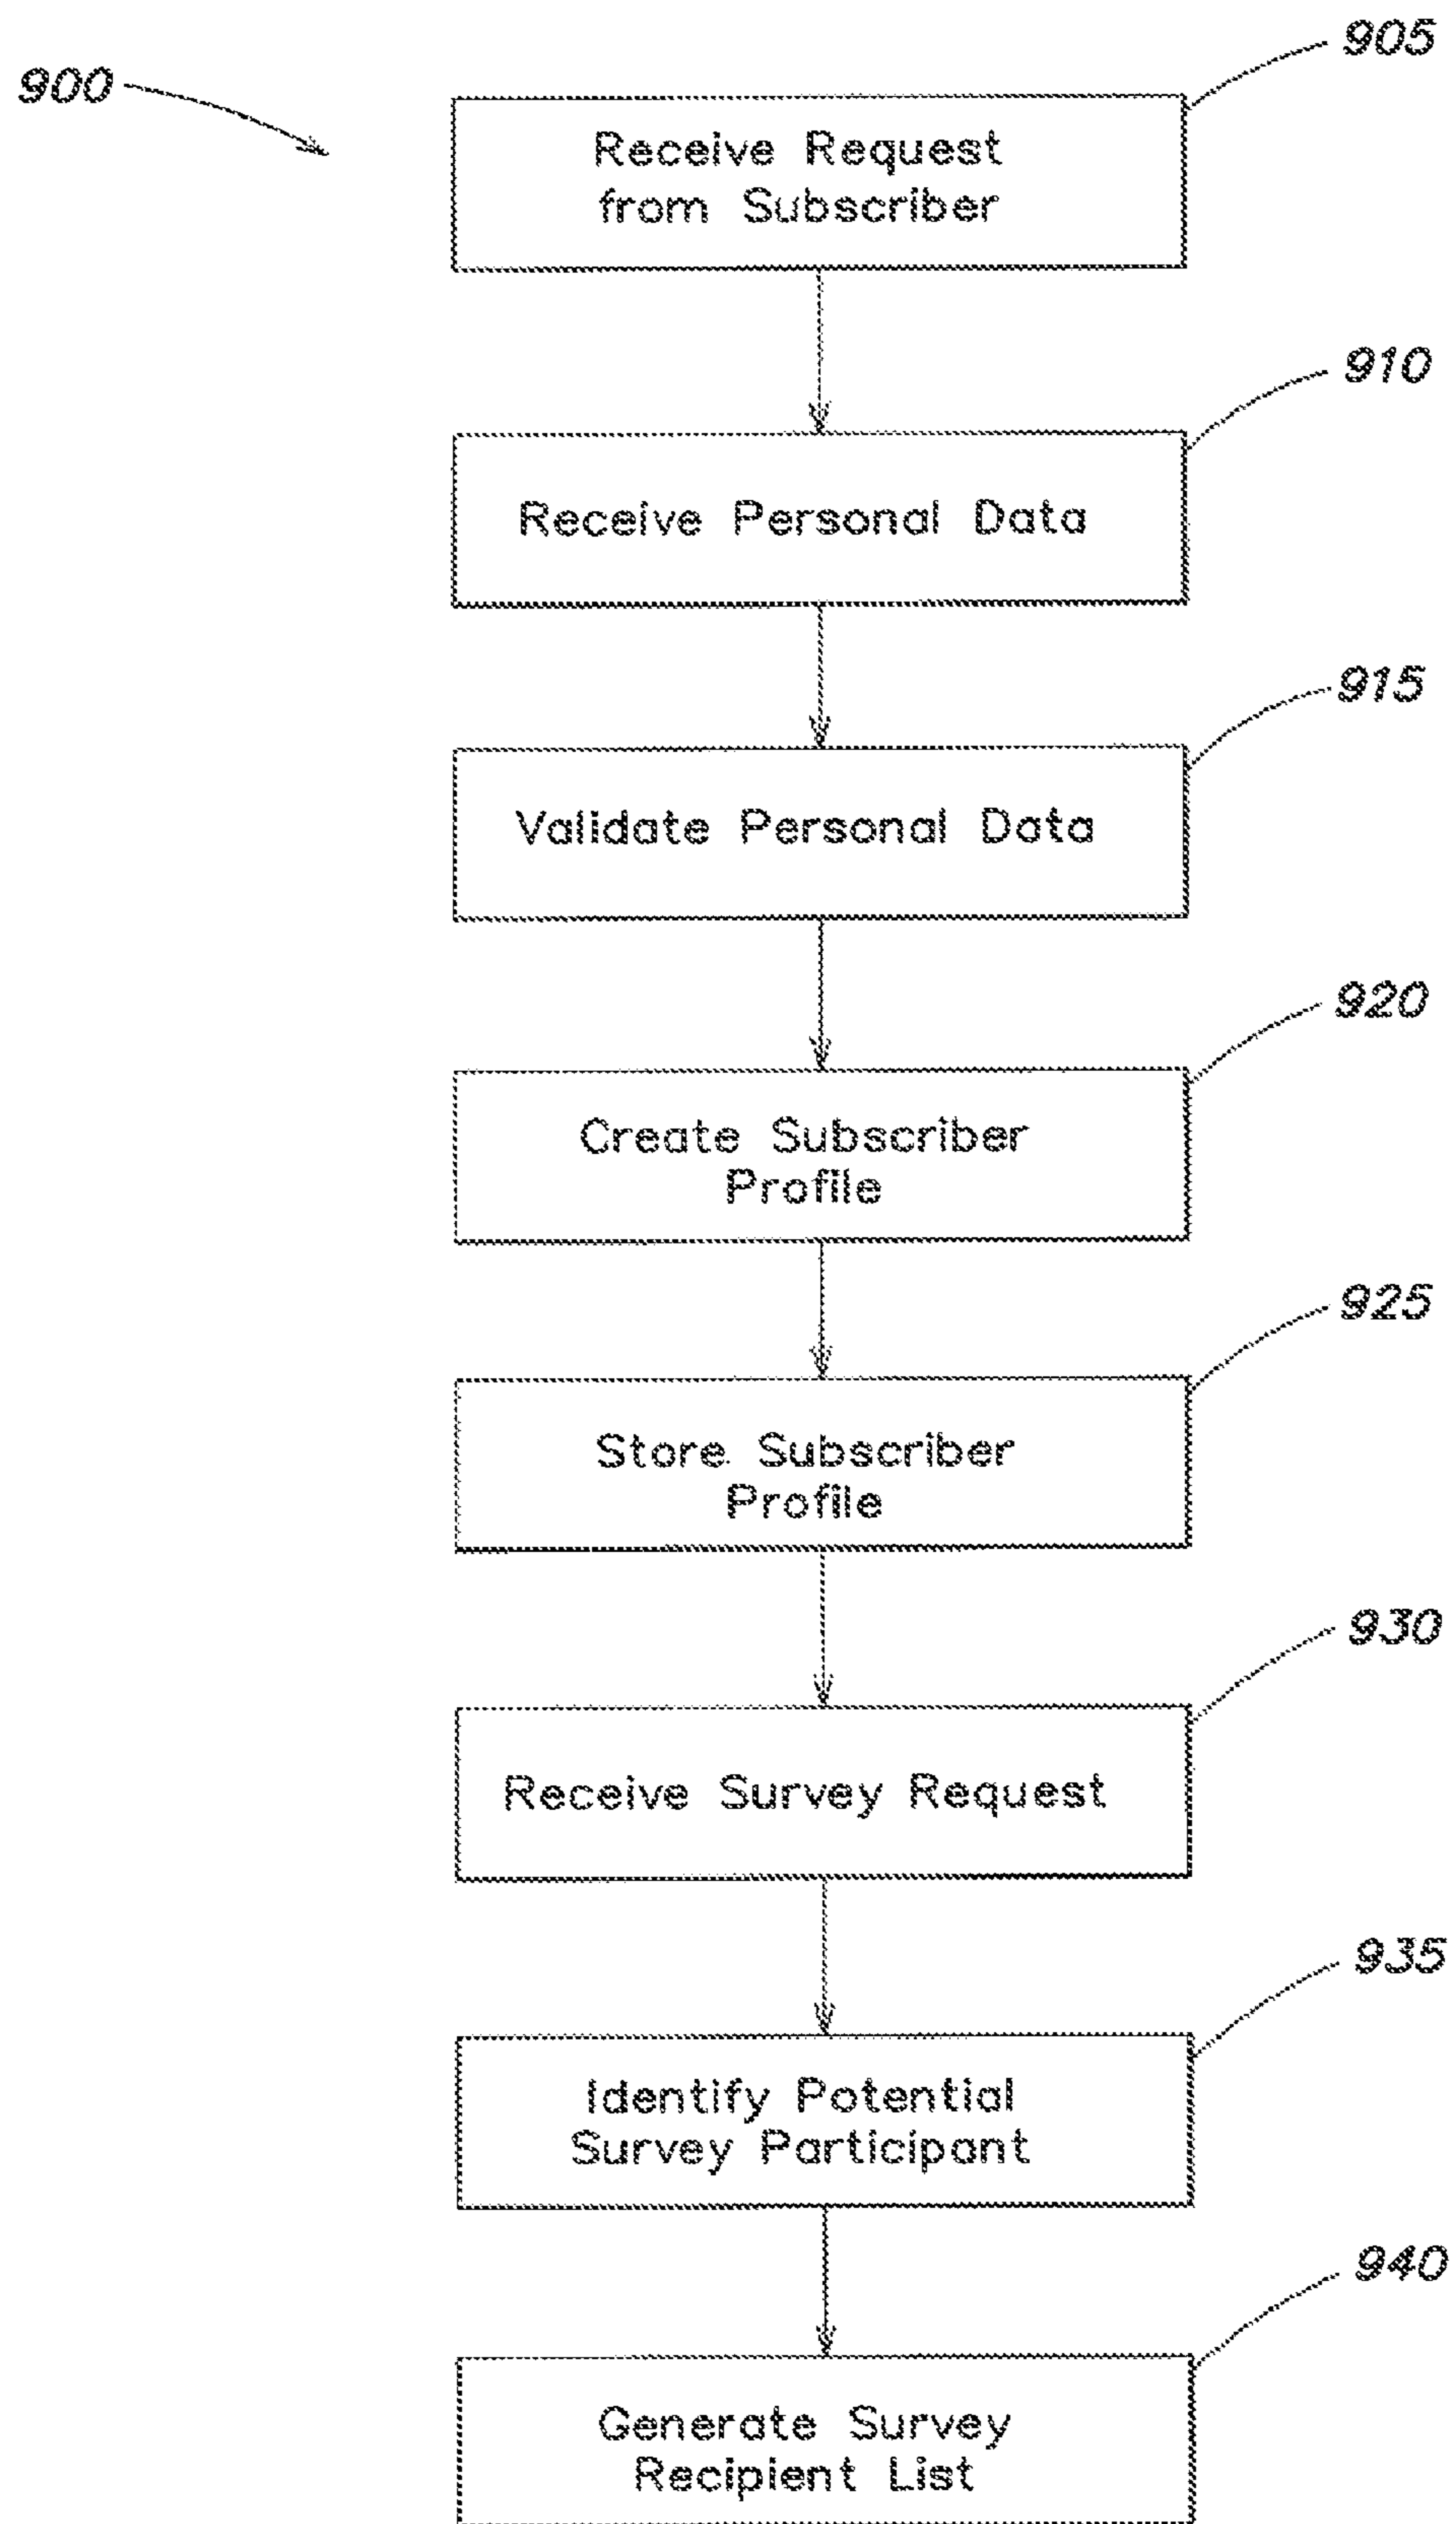 900
905
Receive Request
from Subscriber
910
Receive Personal Data
915
Validate Personal Data
920
Create Subscriber
Profile
925
Store Subscriber
Profile
930
Receive Survey Request
935
Identify Potential
Survey Participant
940
Generate Survey
Recipient List